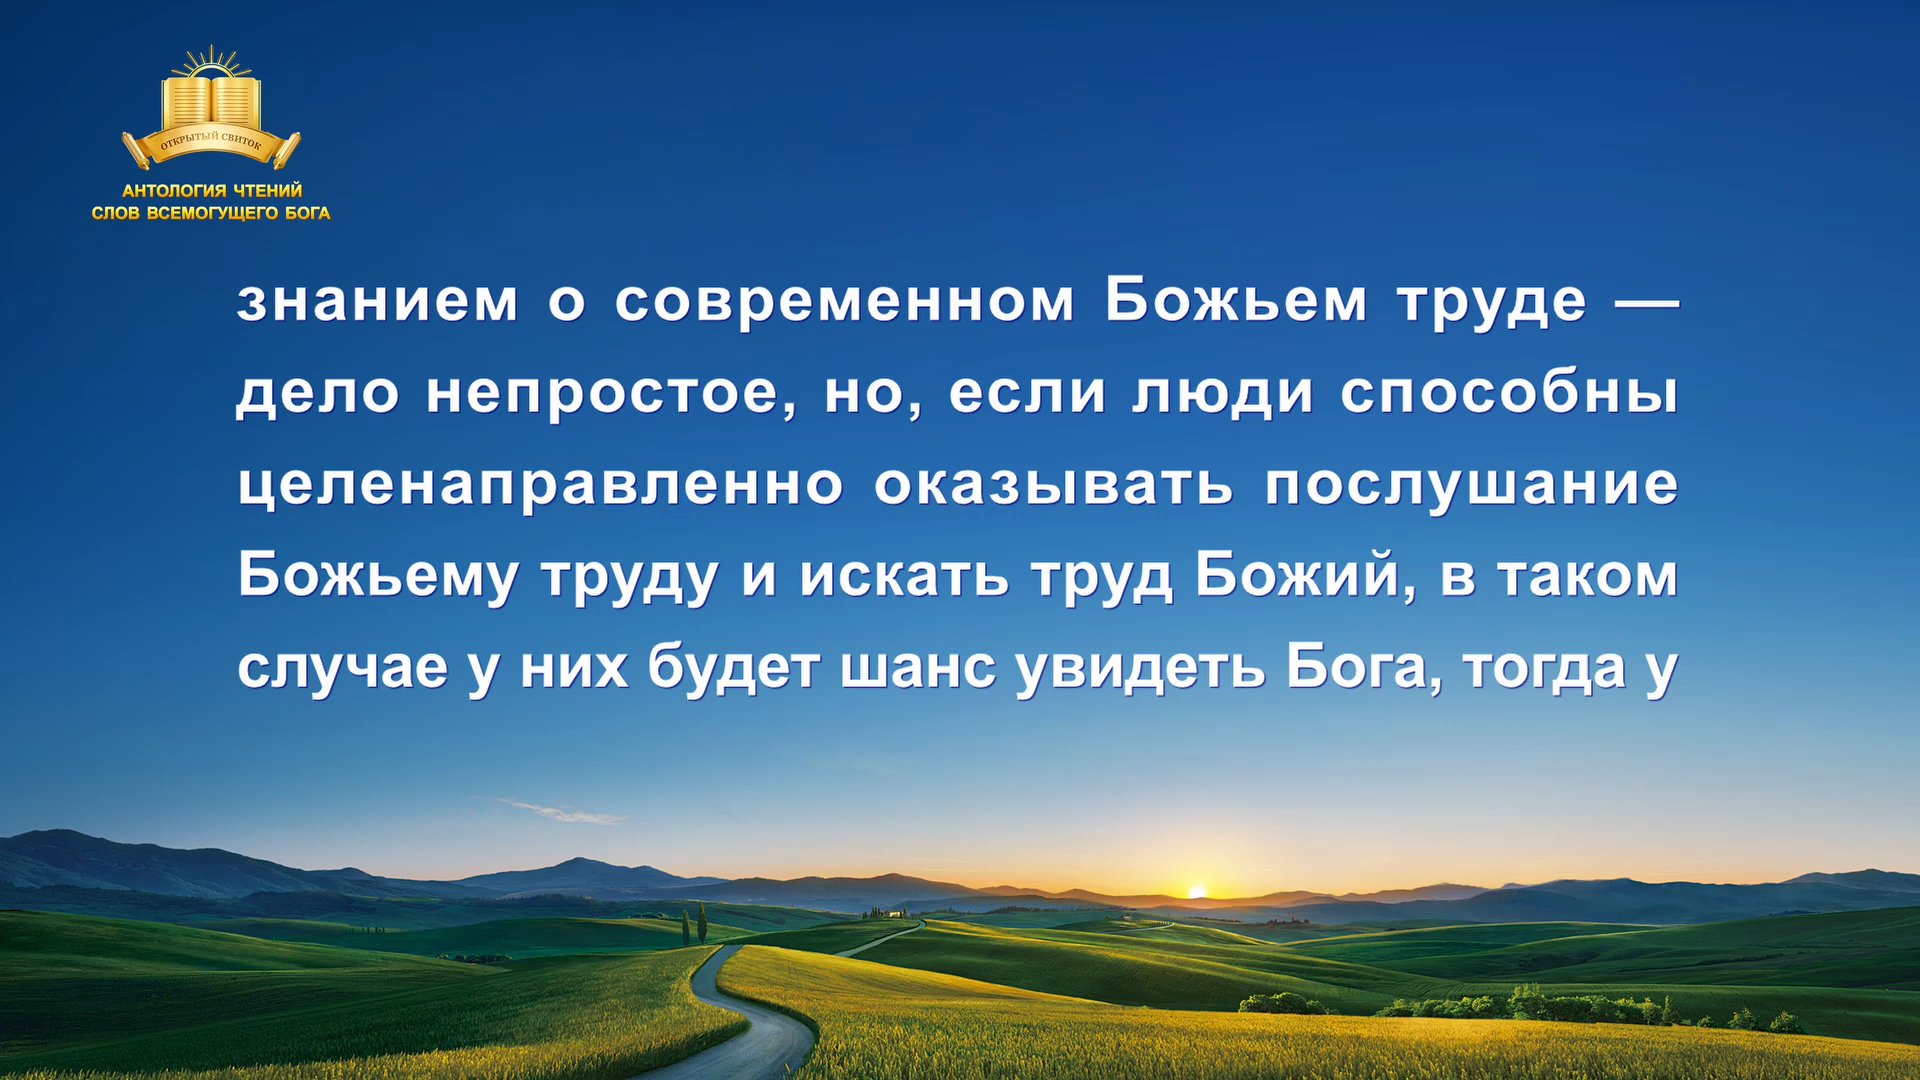 ОТКРЫТЫЙ СВИТОК
АНТОЛОГИЯ ЧТЕНИЙ
СЛОВ ВСЕМОГУЩЕГО БОГА
знанием о современном Божьем труде —
дело непростое, но, если люди способны
целенаправленно оказывать послушание
Божьему труду и искать труд Божий, в таком
случае у них будет шанс увидеть Бога, тогда у